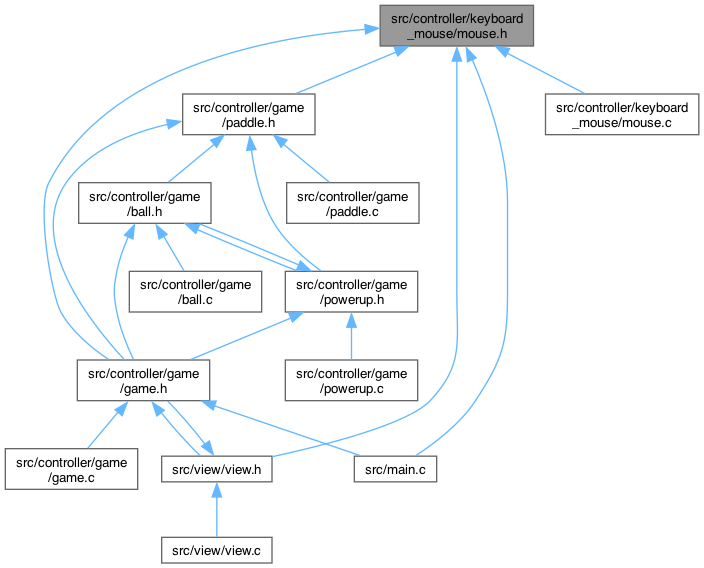 src/controller/keyboard
_mouse/mouse.h
src/controller/game
/paddle.h
src/controller/keyboard
_mouse/mouse.c
src/controller/game
/ball.h
src/controller/game
/paddle.c
src/controller/game
/ball.c
src/controller/game
/powerup.h
src/controller/game
/game.h
src/controller/game
/powerup.c
src/controller/game
/game.c
src/view/view.h
src/main.c
src/view/view.c